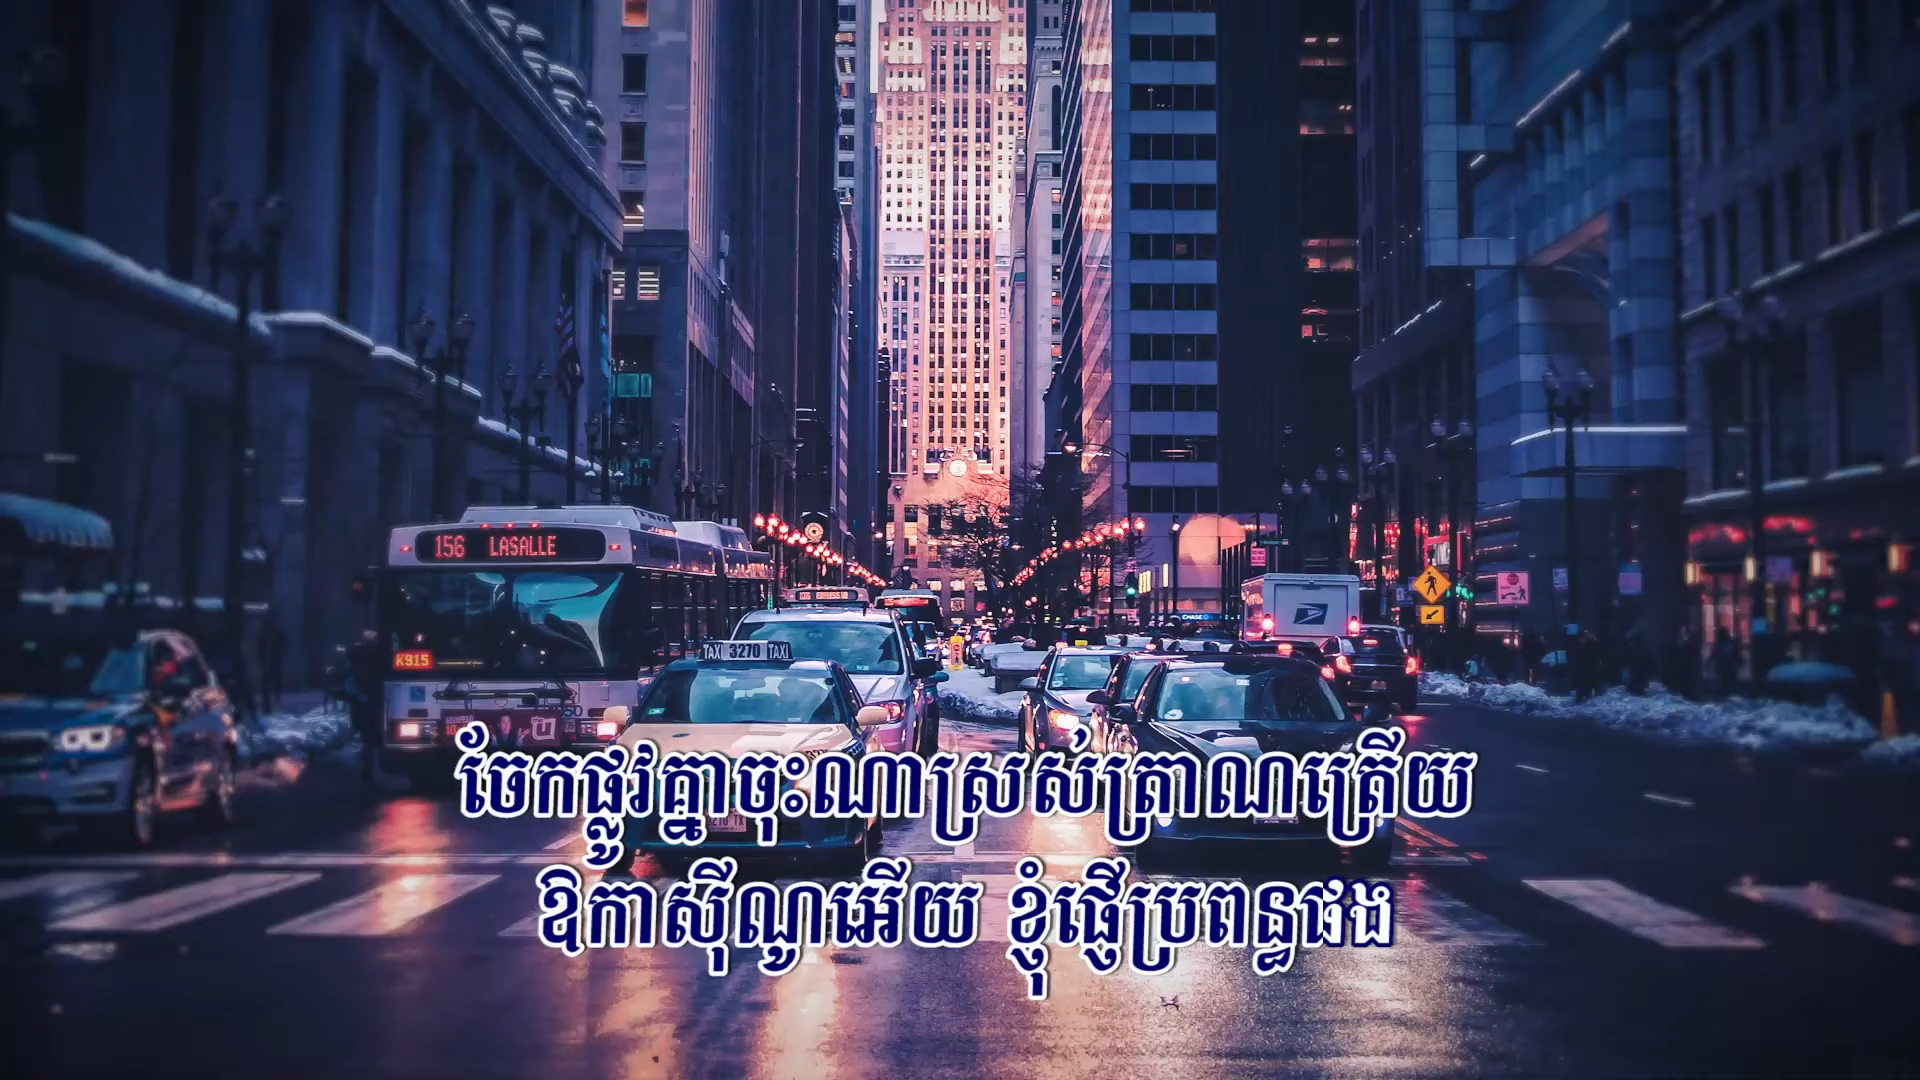 156 LASALLE
K915
TAXI 3270 TAXI
CHASE
ចែកផ្លូវគ្នាចុះណាស្រស់ត្រាណត្រើយ
ឱកាស៊ីណូអើយ ខ្ញុំផ្ញើប្រពន្ធផង